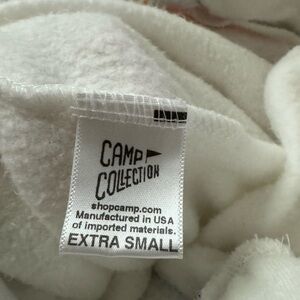 CAMP
COLLECTION
shopcamp.com
Manufactured in USA
of imported materials.
EXTRA SMALL